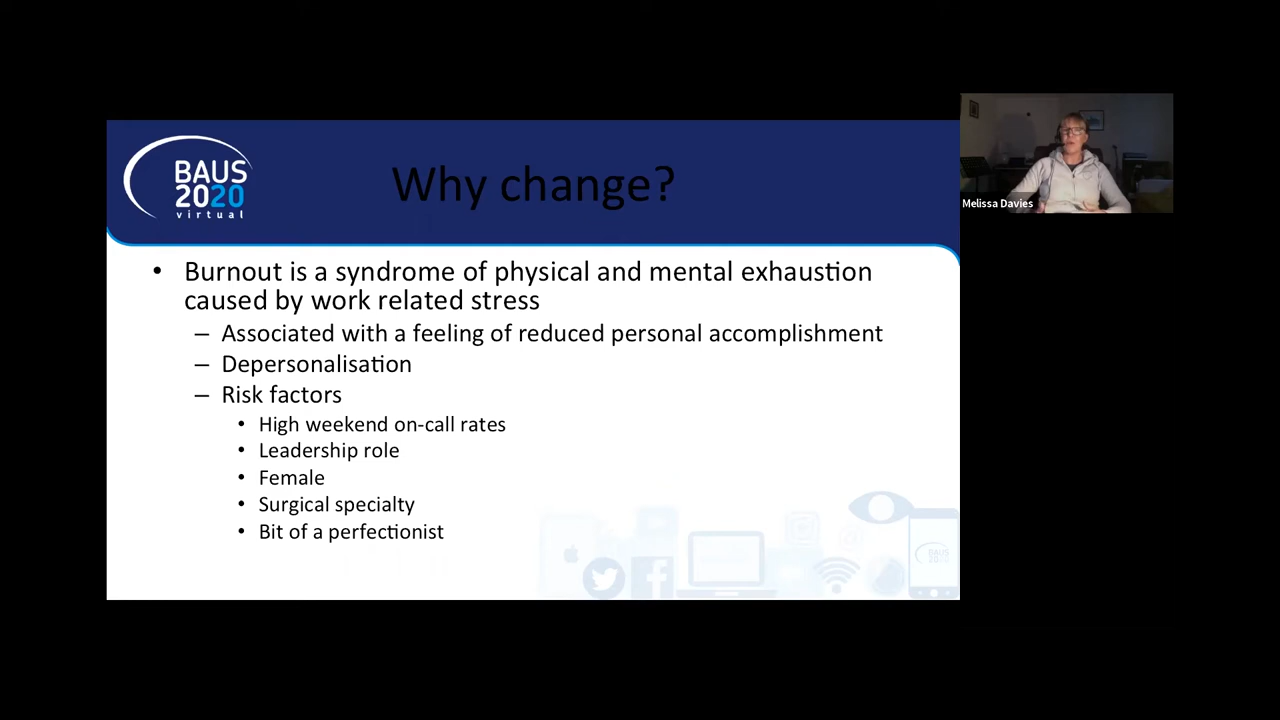 BAUS
2020
virtual
Why change?
• Burnout is a syndrome of physical and mental exhaustion
caused by work related stress
– Associated with a feeling of reduced personal accomplishment
– Depersonalisation
– Risk factors
• High weekend on-call rates
• Leadership role
• Female
• Surgical specialty
• Bit of a perfectionist
BAUS
2020
Melissa Davies